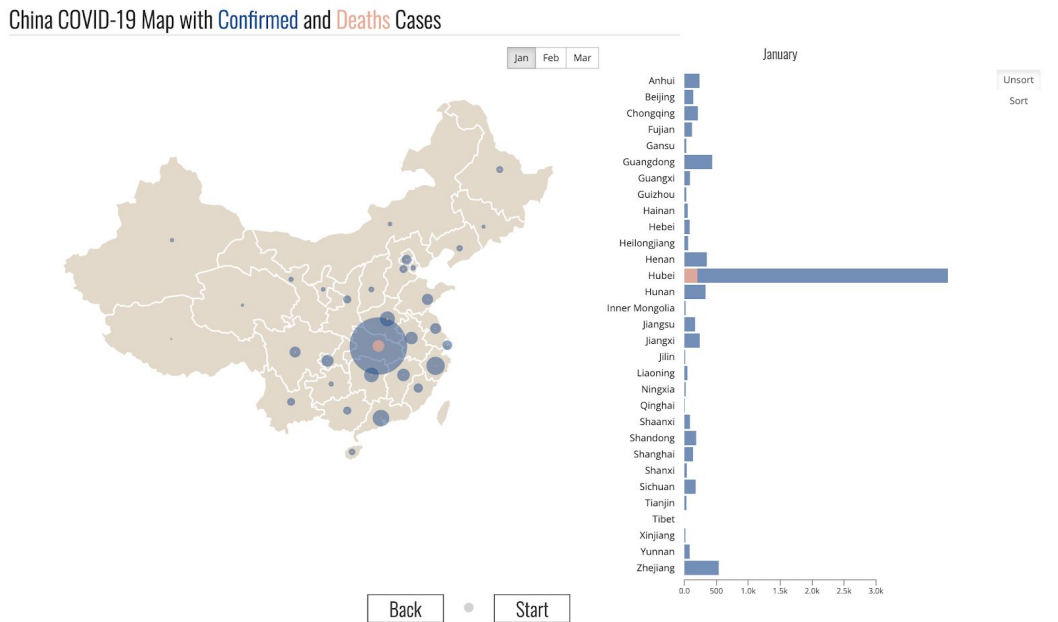 China COVID-19 Map with Confirmed and Deaths Cases
Jan Feb Mar
January
Unsort
Sort
Anhui
Beijing
Chongqing
Fujian
Gansu
Guangdong
Guangxi
Guizhou
Hainan
Hebei
Heilongjiang
Henan
Hubei
Hunan
Inner Mongolia
Jiangsu
Jiangxi
Jilin
Liaoning
Ningxia
Qinghai
Shaanxi
Shandong
Shanghai
Shanxi
Sichuan
Tianjin
Tibet
Xinjiang
Yunnan
Zhejiang
0.0 500 1.0k 1.5k 2.0k 2.5k 3.0k
Back Start